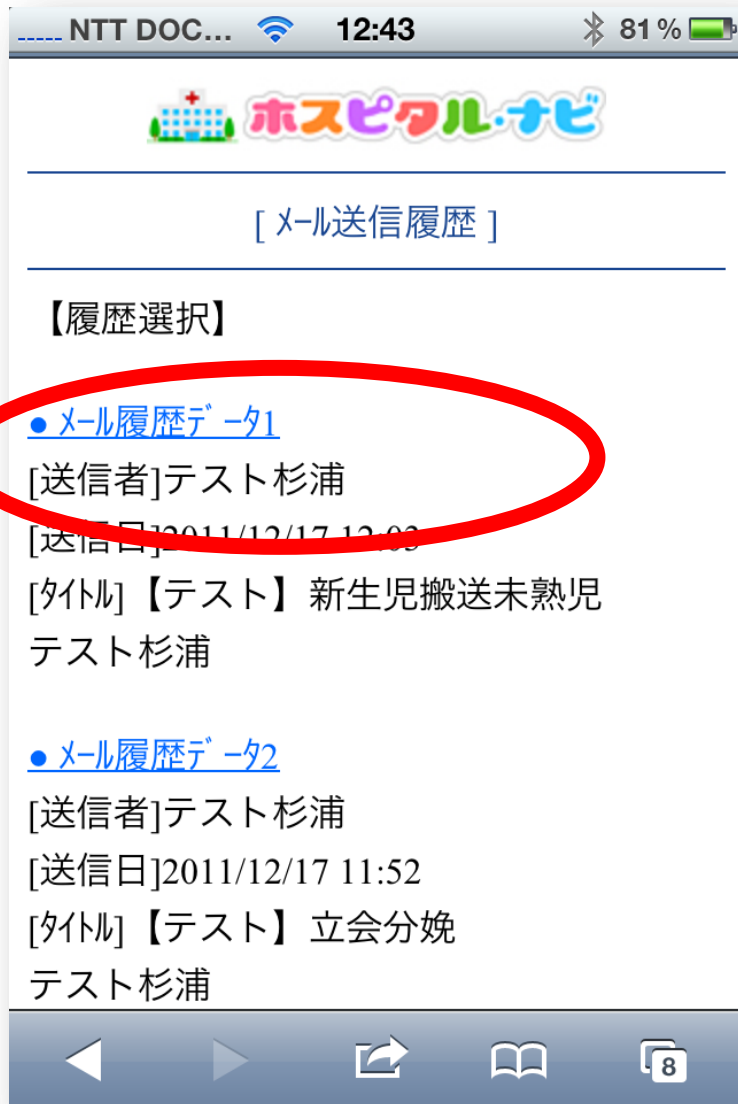 ..... NTT DOC... 12:43 81%
ホスピタル・ナビ
[ ﾒｰﾙ送信履歴 ]
【履歴選択】
● ﾒｰﾙ履歴ﾃﾞｰﾀ1
[送信者]テスト杉浦
[送信日]2011/12/17 12:03
[ﾀｲﾄﾙ]【テスト】新生児搬送未熟児
テスト杉浦
● ﾒｰﾙ履歴ﾃﾞｰﾀ2
[送信者]テスト杉浦
[送信日]2011/12/17 11:52
[ﾀｲﾄﾙ]【テスト】立会分娩
テスト杉浦
8